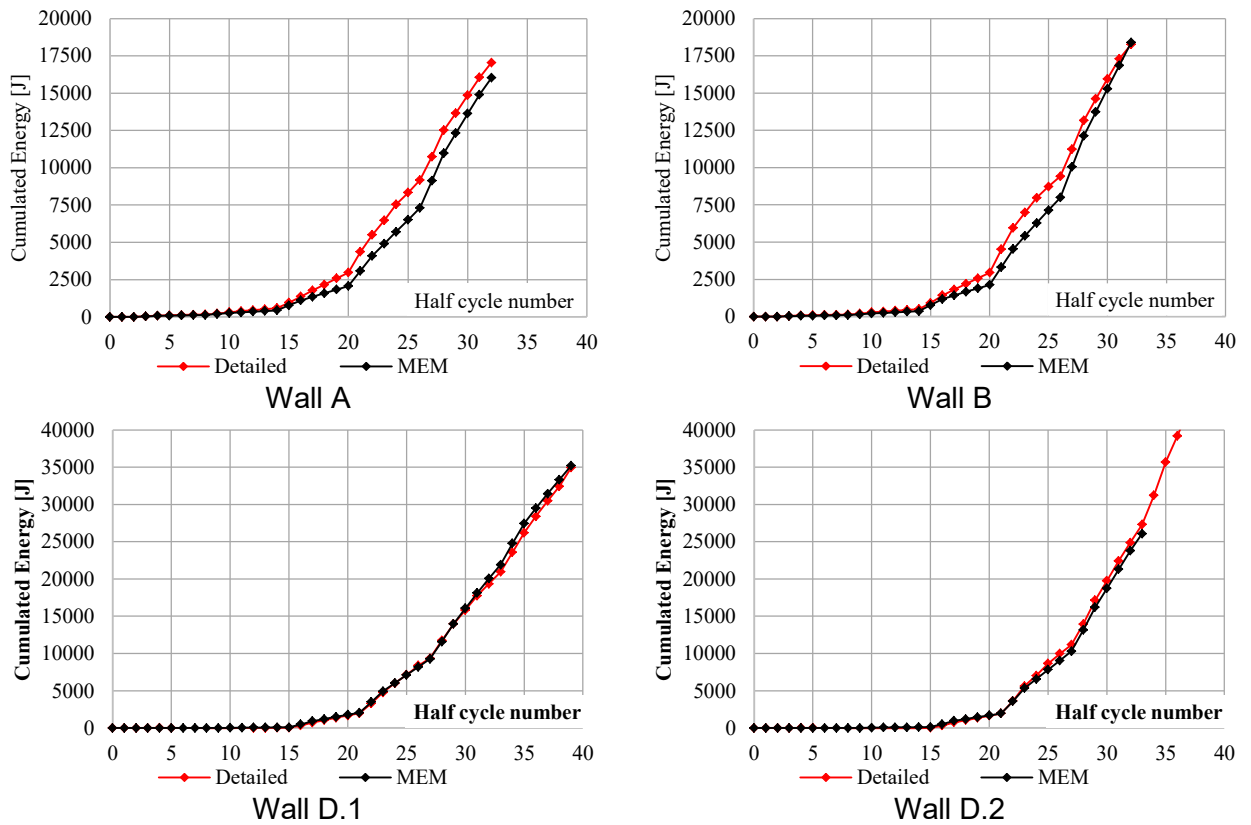 20000
17500
15000
12500
10000
7500
5000
2500
0
Cumulated Energy [J]
Half cycle number
0 5 10 15 20 25 30 35 40
Detailed MEM
Wall A
20000
17500
15000
12500
10000
7500
5000
2500
0
Cumulated Energy [J]
Half cycle number
0 5 10 15 20 25 30 35 40
Detailed MEM
Wall B
40000
35000
30000
25000
20000
15000
10000
5000
0
Cumulated Energy [J]
Half cycle number
0 5 10 15 20 25 30 35 40
Detailed MEM
Wall D.1
40000
35000
30000
25000
20000
15000
10000
5000
0
Cumulated Energy [J]
Half cycle number
0 5 10 15 20 25 30 35 40
Detailed MEM
Wall D.2